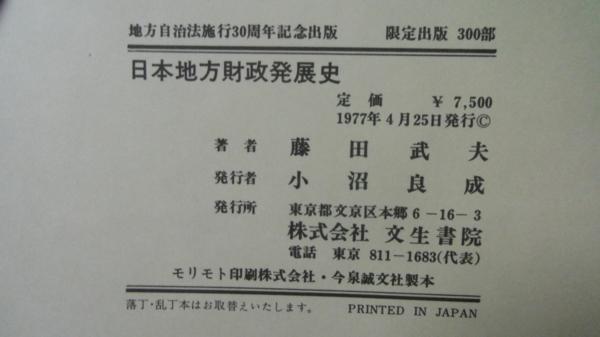 地方自治法施行30周年記念出版 限定出版 300部
日本地方財政発展史
定価 ￥7,500
1977年4月25日発行©
著者 藤田武夫
発行者 小沼良成
発行所 東京都文京区本郷6-16-3
株式会社 文生書院
電話 東京 811-1683(代表)
モリモト印刷株式会社・今泉誠文社製本
落丁・乱丁本はお取替えいたします。 PRINTED IN JAPAN